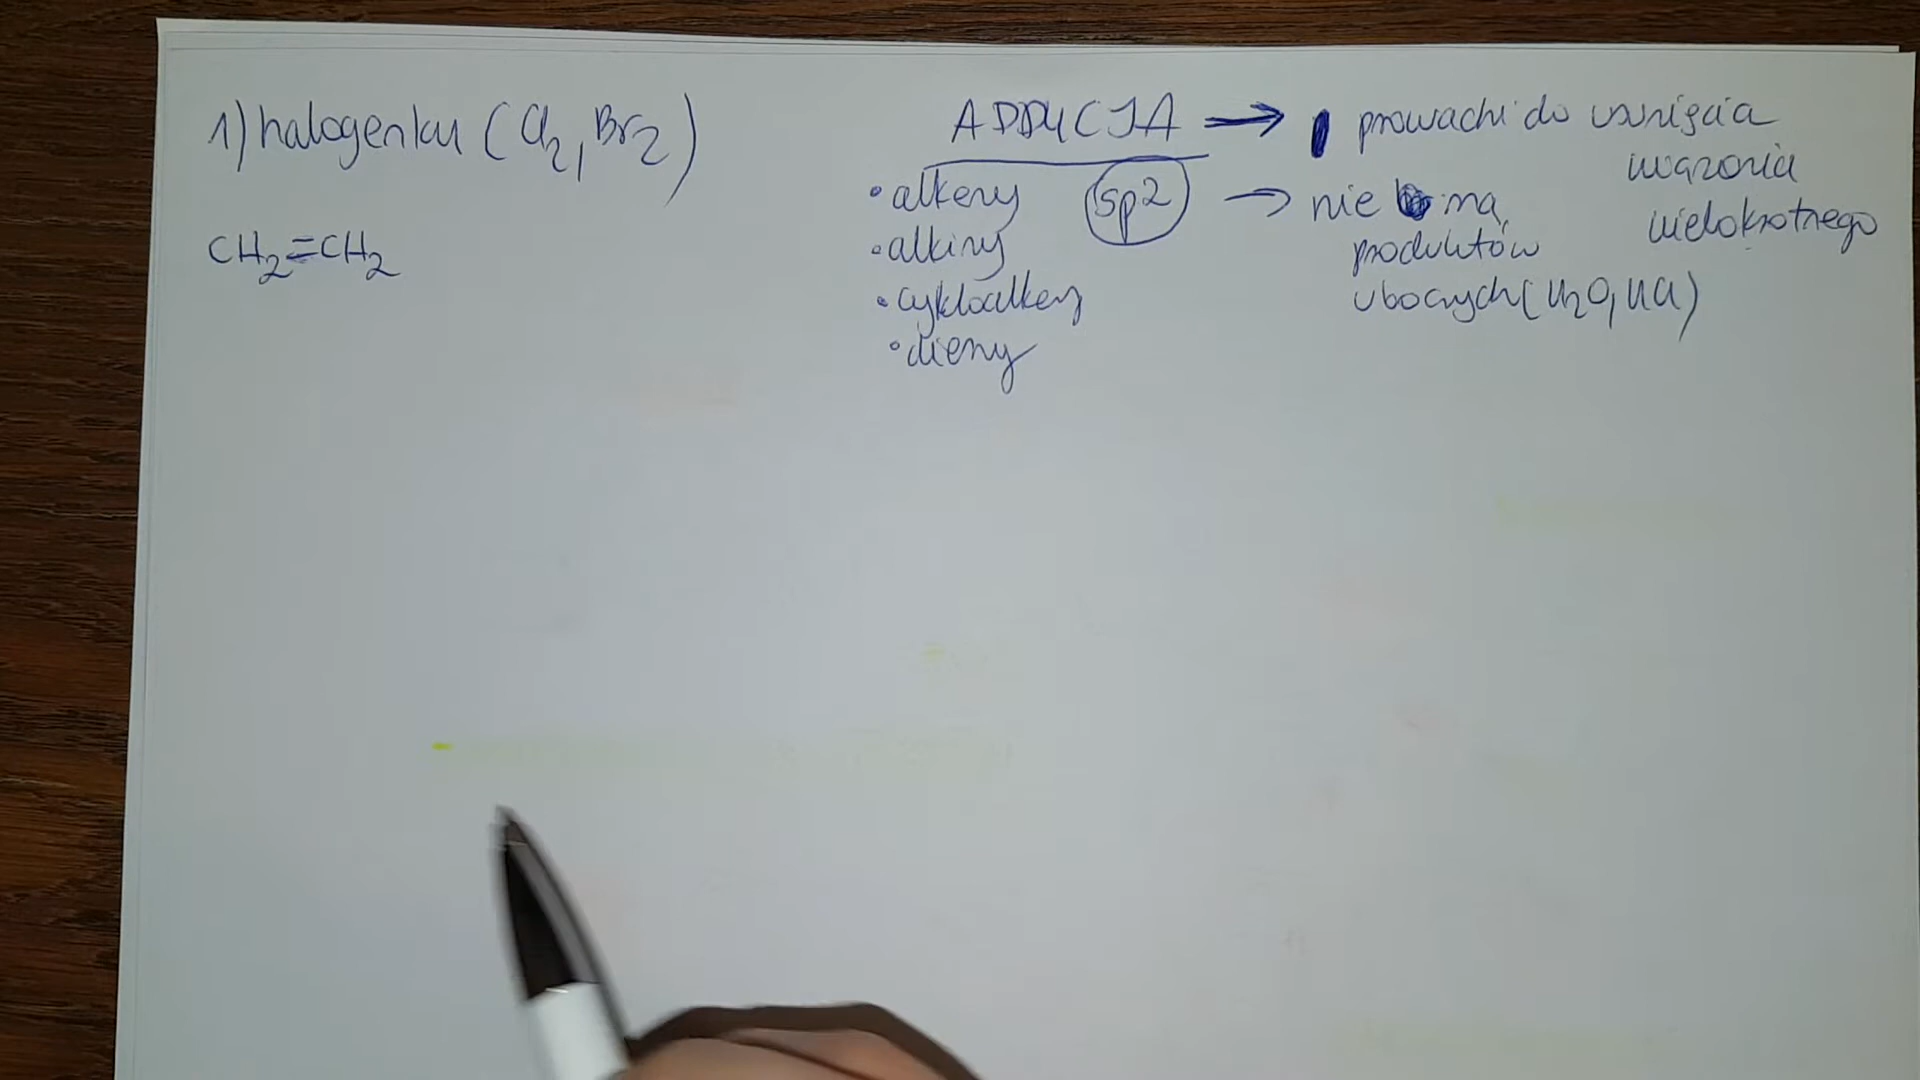 1) halogenku (Cl2, Br2)
CH2=CH2
ADDYCJA → prowadzi do usunięcia
wiązania
wielokrotnego
• alkeny sp2 → nie ma
• alkiny produktów
• cykloalkeny ubocznych (H2O, HCl)
• dieny